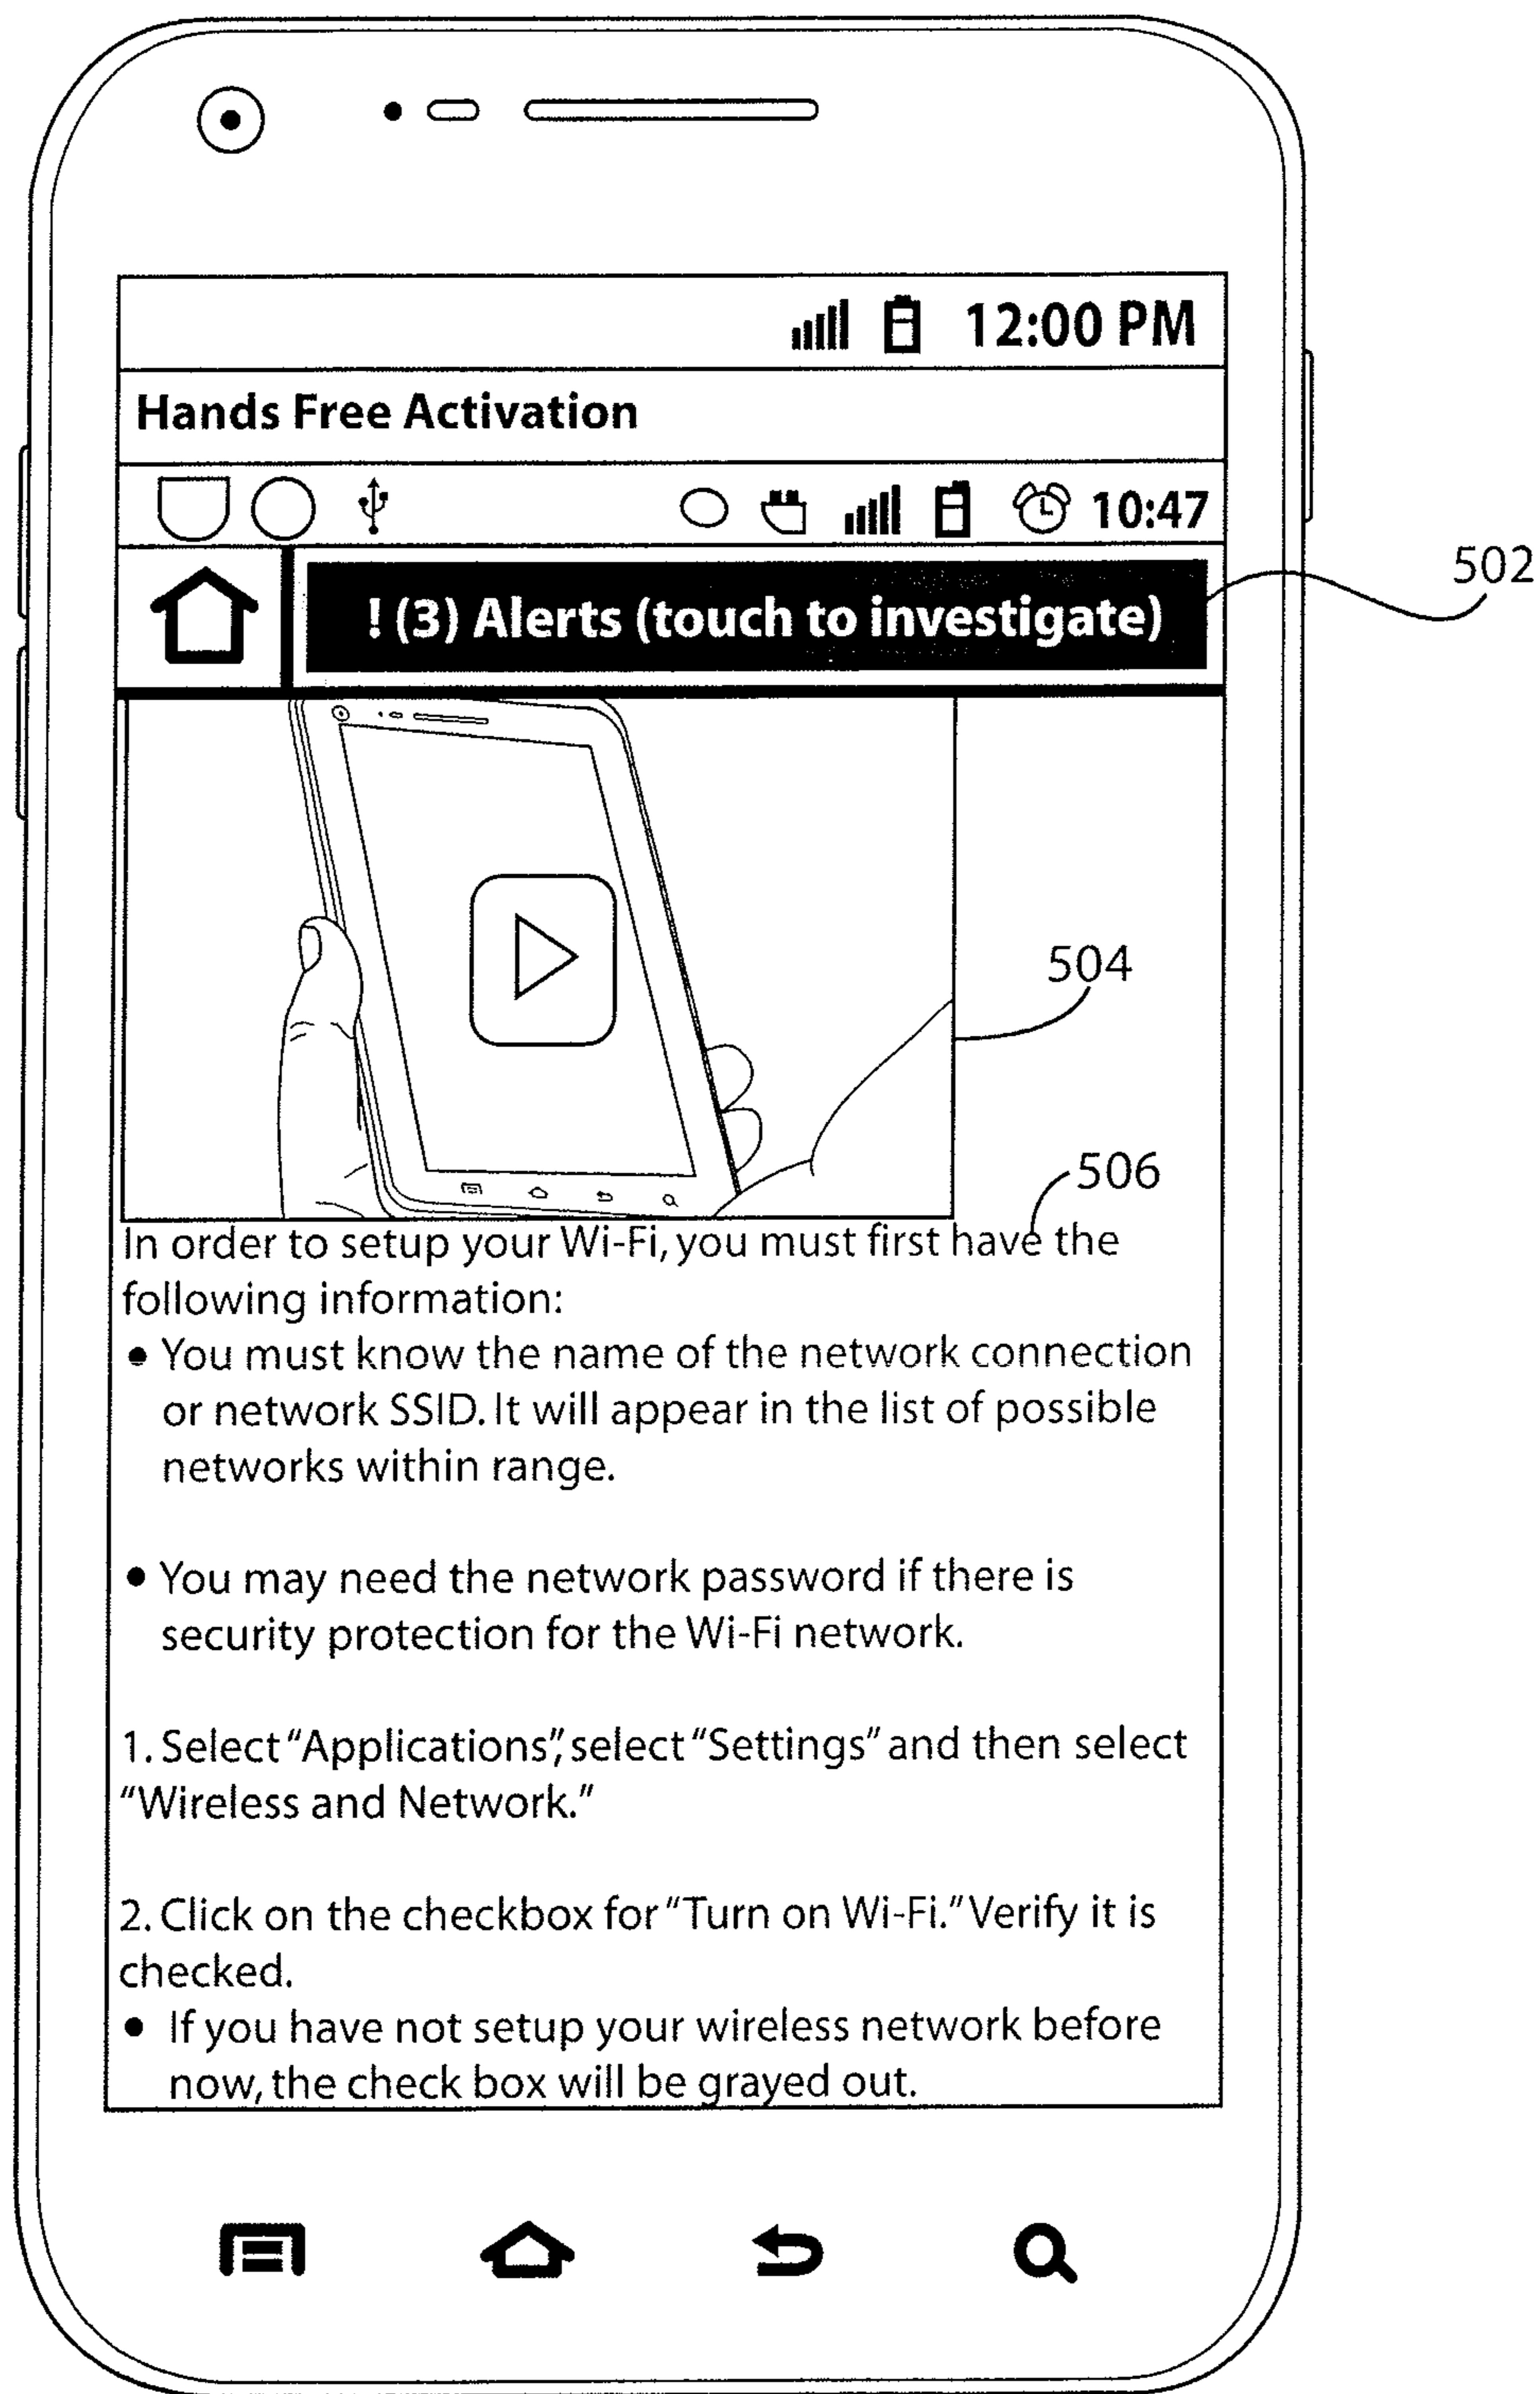 12:00 PM
Hands Free Activation
10:47
! (3) Alerts (touch to investigate)
502
504
506
In order to setup your Wi-Fi, you must first have the
following information:
• You must know the name of the network connection
or network SSID. It will appear in the list of possible
networks within range.
• You may need the network password if there is
security protection for the Wi-Fi network.
1. Select “Applications”, select “Settings” and then select
“Wireless and Network.”
2. Click on the checkbox for “Turn on Wi-Fi.” Verify it is
checked.
• If you have not setup your wireless network before
now, the check box will be grayed out.